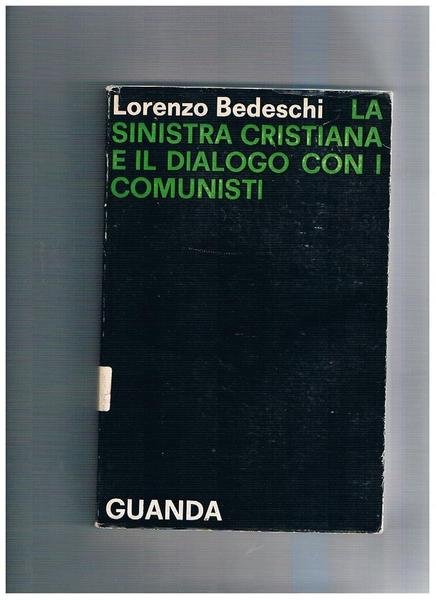 Lorenzo Bedeschi LA
SINISTRA CRISTIANA
E IL DIALOGO CON I
COMUNISTI
GUANDA